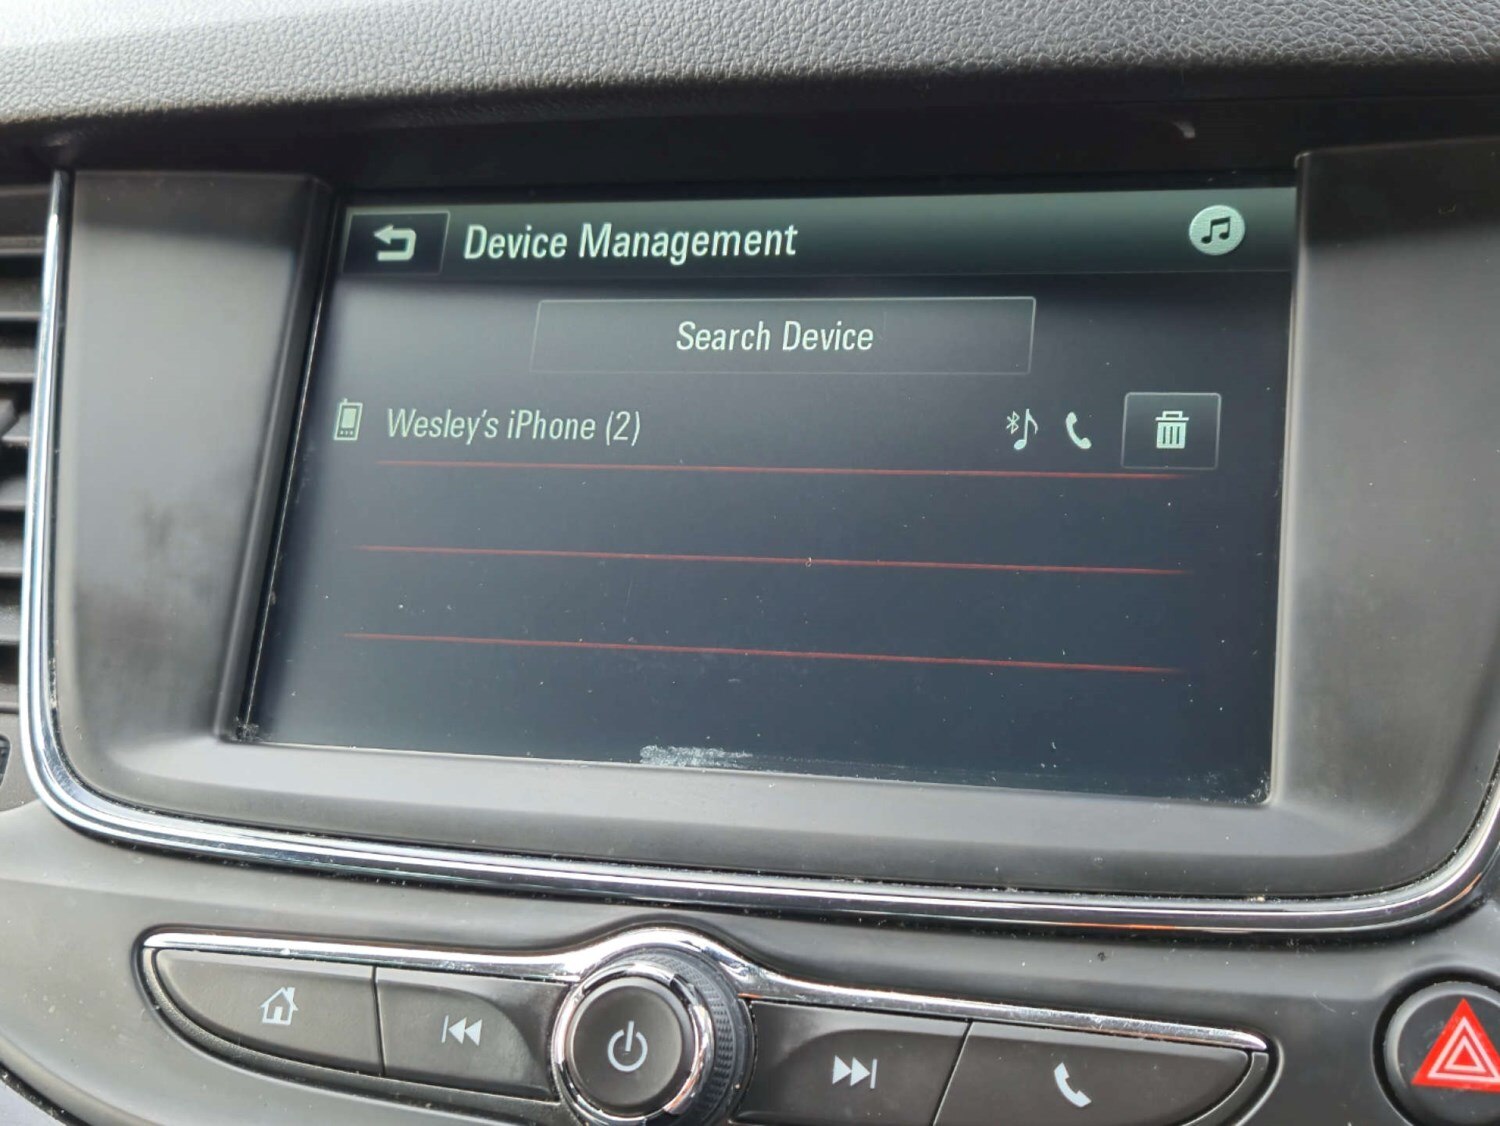 Device Management
Search Device
Wesley's iPhone (2)